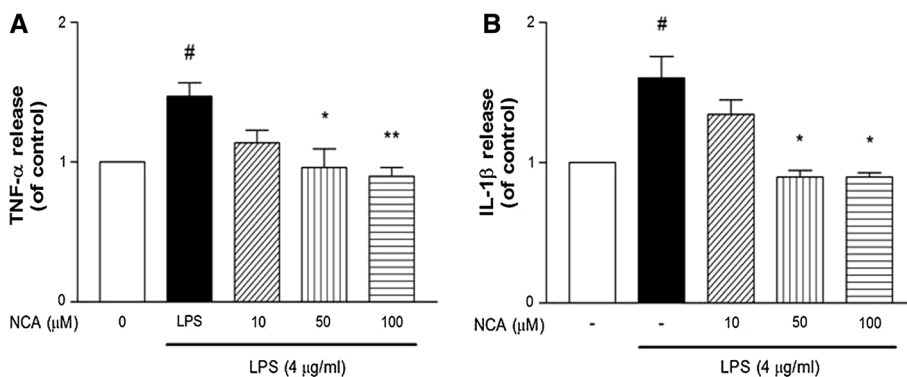 A
TNF-α release
(of control)
2
1
0
#
*
**
NCA (μM) 0 LPS 10 50 100
LPS (4 μg/ml)
B
IL-1β release
(of control)
2
1
0
#
*
*
NCA (μM) - - 10 50 100
LPS (4 μg/ml)